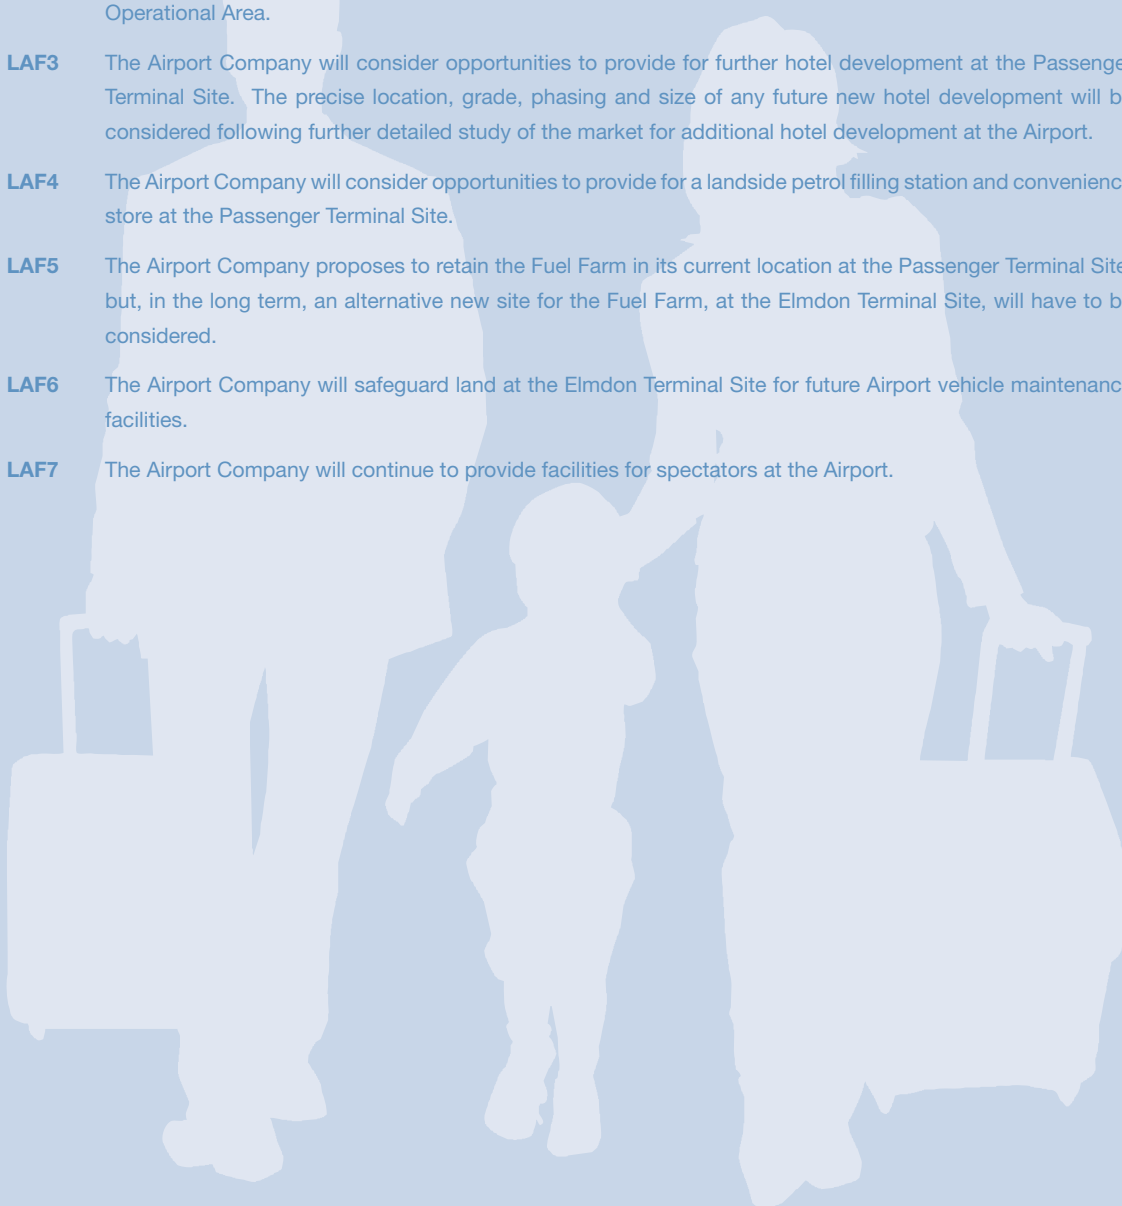 Operational Area.
LAF3 The Airport Company will consider opportunities to provide for further hotel development at the Passenge
Terminal Site. The precise location, grade, phasing and size of any future new hotel development will b
considered following further detailed study of the market for additional hotel development at the Airport.
LAF4 The Airport Company will consider opportunities to provide for a landside petrol filling station and convenienc
store at the Passenger Terminal Site.
LAF5 The Airport Company proposes to retain the Fuel Farm in its current location at the Passenger Terminal Site
but, in the long term, an alternative new site for the Fuel Farm, at the Elmdon Terminal Site, will have to b
considered.
LAF6 The Airport Company will safeguard land at the Elmdon Terminal Site for future Airport vehicle maintenanc
facilities.
LAF7 The Airport Company will continue to provide facilities for spectators at the Airport.